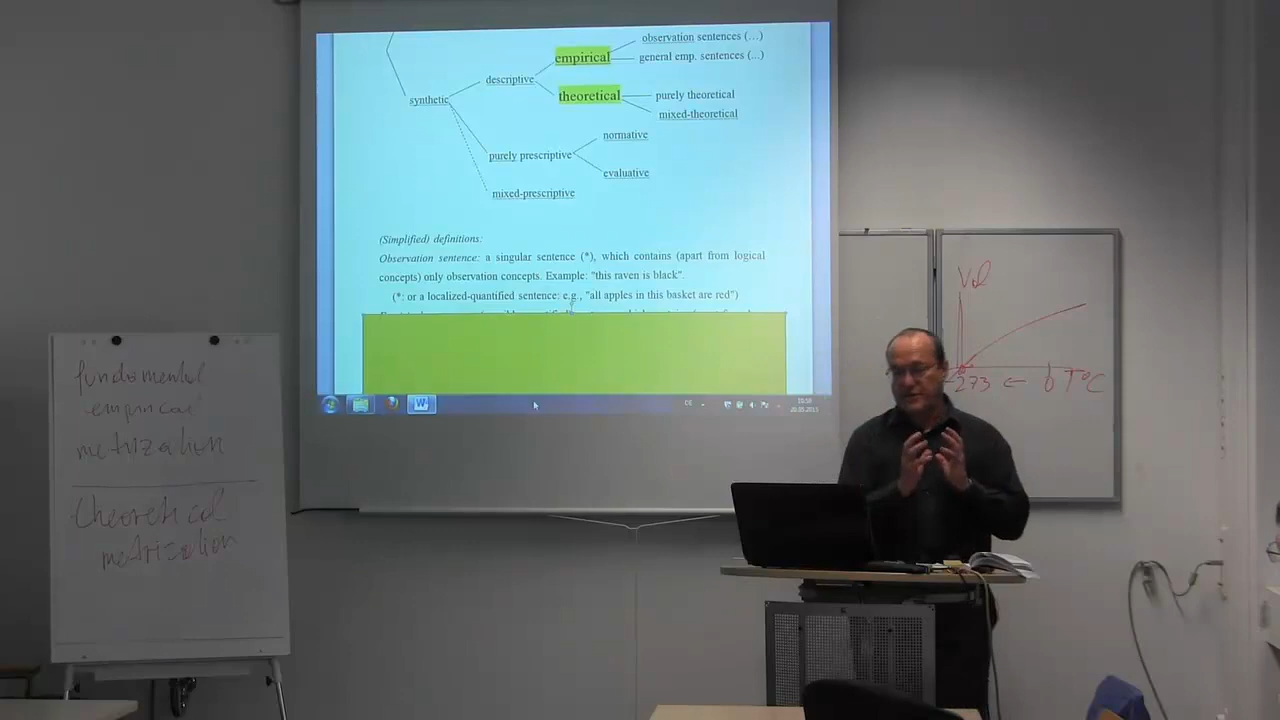 observation sentences (…)
empirical
general emp. sentences (...)
descriptive
theoretical
purely theoretical
synthetic
mixed-theoretical
normative
purely prescriptive
evaluative
mixed-prescriptive
(Simplified) definitions:
Observation sentence: a singular sentence (*), which contains (apart from logical
concepts) only observation concepts. Example: "this raven is black".
(*: or a localized-quantified sentence: e.g., "all apples in this basket are red")
DE
fundamental
empirical
metrization
theoretical
metrization
Vol
-273 ← 0 T°C